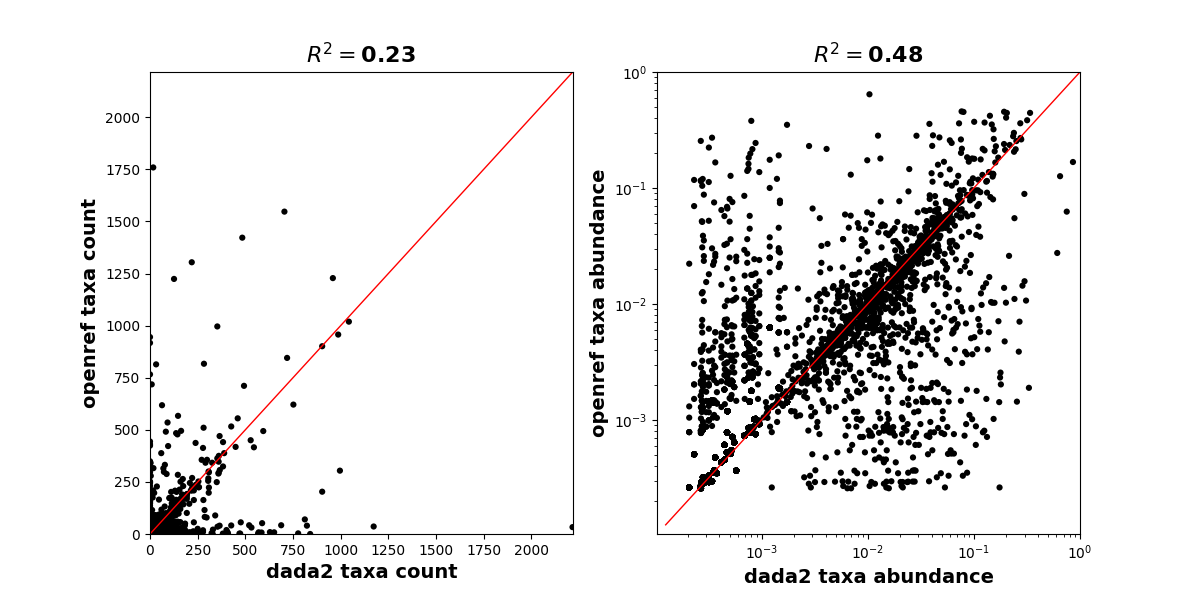 R² = 0.23
openref taxa count
2000
1750
1500
1250
1000
750
500
250
0
0 250 500 750 1000 1250 1500 1750 2000
dada2 taxa count
R² = 0.48
openref taxa abundance
10⁰
10⁻¹
10⁻²
10⁻³
10⁻³ 10⁻² 10⁻¹ 10⁰
dada2 taxa abundance